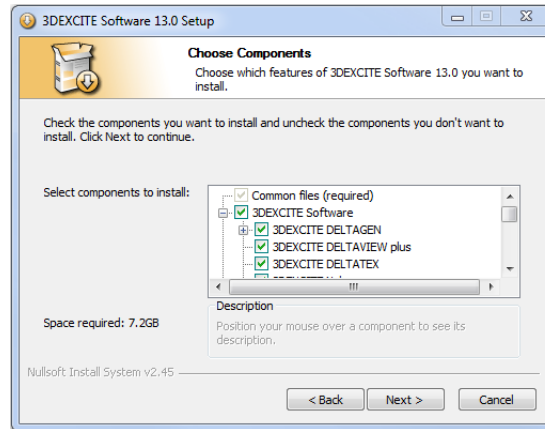 3DEXCITE Software 13.0 Setup
Choose Components
Choose which features of 3DEXCITE Software 13.0 you want to
install.
Check the components you want to install and uncheck the components you don't want to
install. Click Next to continue.
Select components to install:
Common files (required)
3DEXCITE Software
3DEXCITE DELTAGEN
3DEXCITE DELTAVIEW plus
3DEXCITE DELTATEX
Space required: 7.2GB
Description
Position your mouse over a component to see its
description.
Nullsoft Install System v2.45
< Back
Next >
Cancel